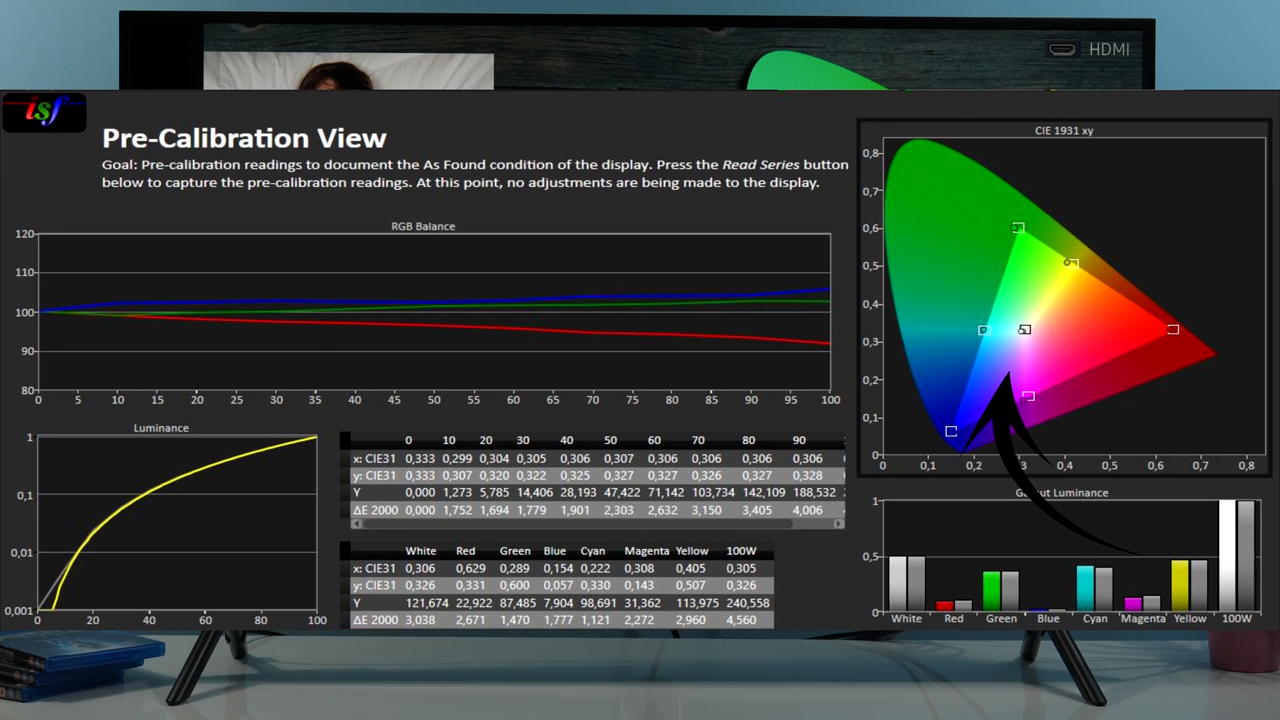 HDMI
isf
Pre-Calibration View
Goal: Pre-calibration readings to document the As Found condition of the display. Press the Read Series button
below to capture the pre-calibration readings. At this point, no adjustments are being made to the display.
RGB Balance
120
110
100
90
80
0 5 10 15 20 25 30 35 40 45 50 55 60 65 70 75 80 85 90 95 100
Luminance
1
0,1
0,01
0,001
0 20 40 60 80 100
0 10 20 30 40 50 60 70 80 90
x: CIE31 0,333 0,299 0,304 0,305 0,306 0,307 0,306 0,306 0,306 0,306
y: CIE31 0,333 0,307 0,320 0,322 0,325 0,327 0,327 0,326 0,327 0,328
Y 0,000 1,273 5,785 14,406 28,193 47,422 71,142 103,734 142,109 188,532
ΔE 2000 0,000 1,752 1,694 1,779 1,901 2,303 2,632 3,150 3,405 4,006
White Red Green Blue Cyan Magenta Yellow 100W
x: CIE31 0,306 0,629 0,289 0,154 0,222 0,308 0,405 0,305
y: CIE31 0,326 0,331 0,600 0,057 0,330 0,143 0,507 0,326
Y 121,674 22,922 87,485 7,904 98,691 31,362 113,975 240,558
ΔE 2000 3,038 2,671 1,470 1,777 1,121 2,272 2,960 4,560
CIE 1931 xy
0,8
0,7
0,6
0,5
0,4
0,3
0,2
0,1
0
0 0,1 0,2 0,3 0,4 0,5 0,6 0,7 0,8
Luminance
1
0,5
0
White Red Green Blue Cyan Magenta Yellow 100W